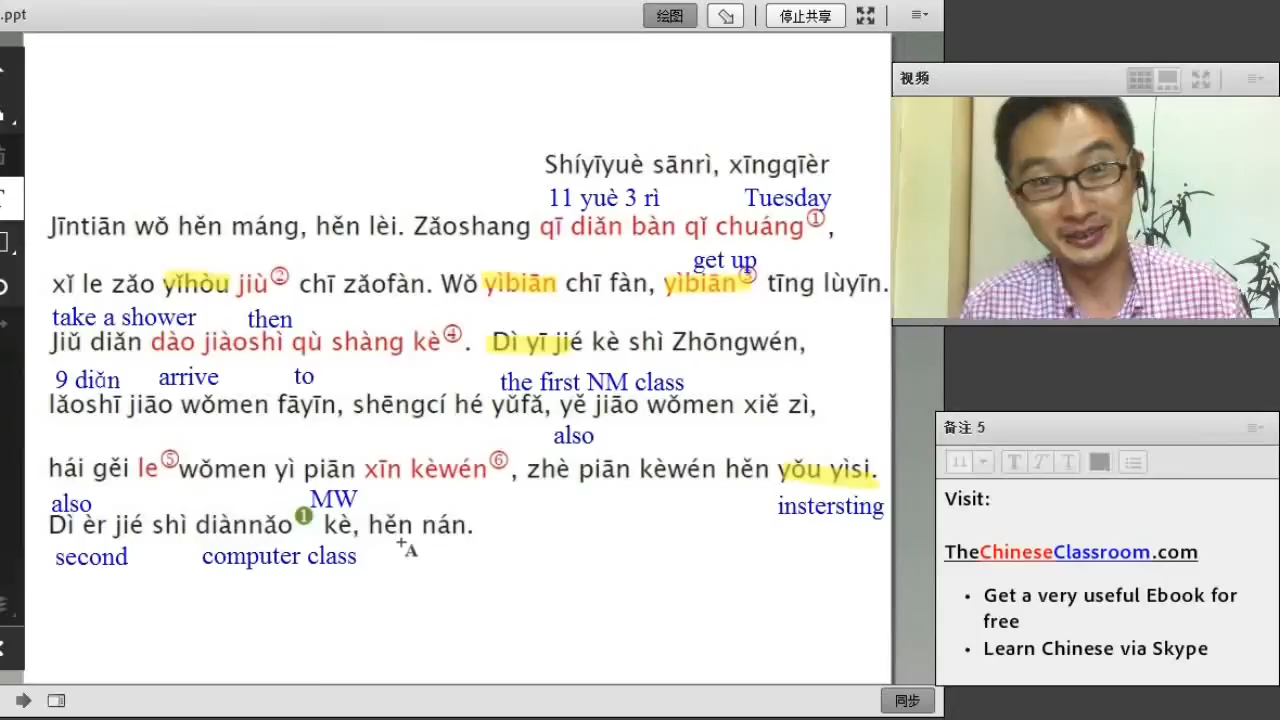 .ppt
绘图
停止共享
Shíyīyuè sānrì, xīngqīèr
11 yuè 3 rì Tuesday
Jīntiān wǒ hěn máng, hěn lèi. Zǎoshang qī diǎn bàn qǐ chuáng①,
get up
xǐ le zǎo yǐhòu jiù② chī zǎofàn. Wǒ yìbiān chī fàn, yìbiān③ tīng lùyīn.
take a shower then
Jiǔ diǎn dào jiàoshì qù shàng kè④. Dì yī jié kè shì Zhōngwén,
9 diǎn arrive to the first NM class
lǎoshī jiāo wǒmen fāyīn, shēngcí hé yǔfǎ, yě jiāo wǒmen xiě zì,
also
hái gěi le⑤wǒmen yì piān xīn kèwén⑥, zhè piān kèwén hěn yǒu yìsi.
also MW instersting
Dì èr jié shì diànnǎo❶ kè, hěn nán.
second computer class
A
同步
视频
备注 5
11 T T T
Visit:
TheChineseClassroom.com
• Get a very useful Ebook for
free
• Learn Chinese via Skype